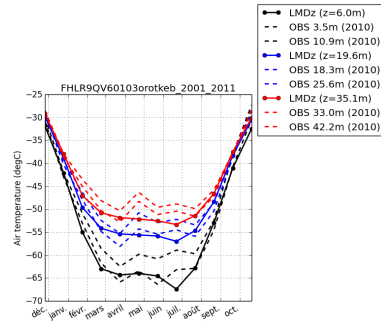 LMDz (z=6.0m)
OBS 3.5m (2010)
OBS 10.9m (2010)
LMDz (z=19.6m)
OBS 18.3m (2010)
OBS 25.6m (2010)
LMDz (z=35.1m)
OBS 33.0m (2010)
OBS 42.2m (2010)
FHLR9QV60103orotkeb_2001_2011
−25
−30
−35
−40
−45
−50
−55
−60
−65
−70
Air temperature (degC)
déc. janv. févr. mars avril mai juin juil. août sept. oct.